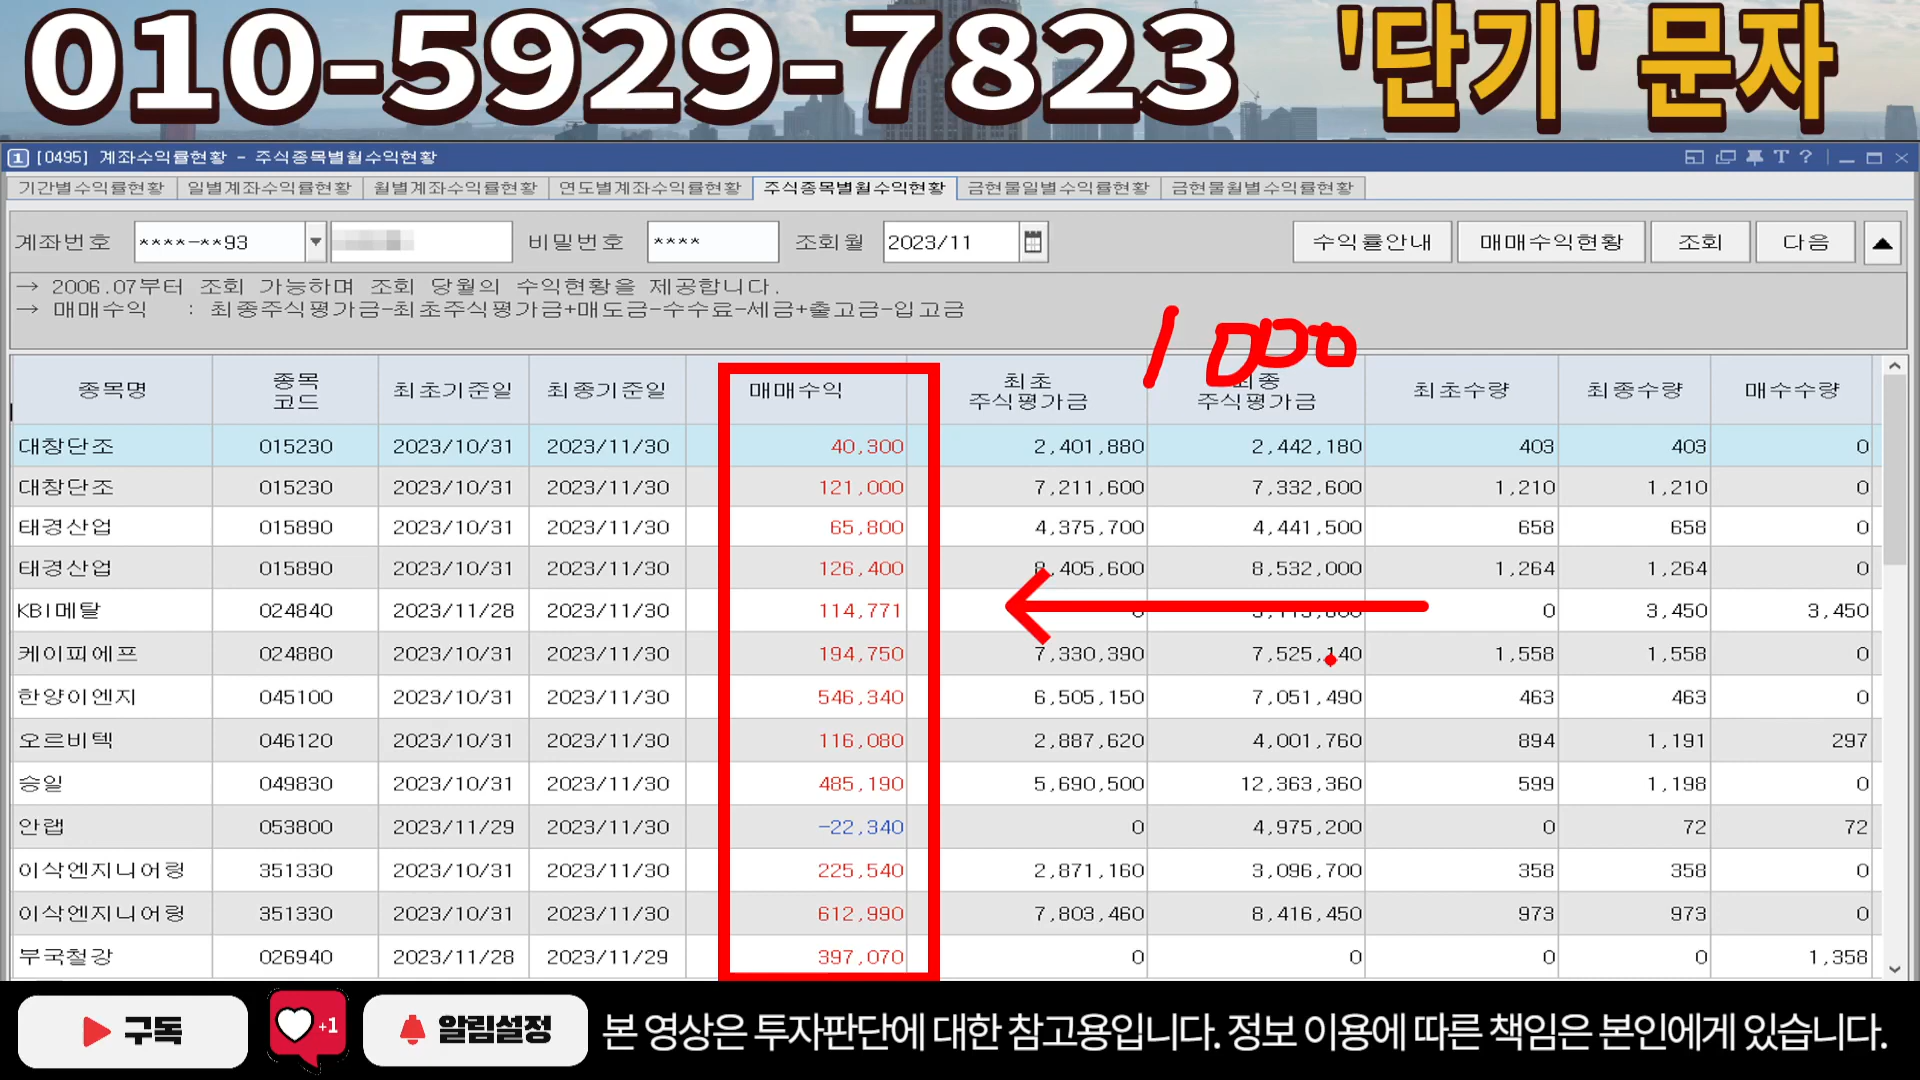 010-5929-7823 '단기' 문자
1 [0495] 계좌수익률현황 - 주식종목별월수익현황
기간별수익률현황 일별계좌수익률현황 월별계좌수익률현황 연도별계좌수익률현황 주식종목별월수익현황 금현물일별수익률현황 금현물월별수익률현황
계좌번호 ****-**93 비밀번호 **** 조회월 2023/11 수익률안내 매매수익현황 조회 다음
→ 2006.07부터 조회 가능하며 조회 당월의 수익현황을 제공합니다.
→ 매매수익 : 최종주식평가금-최초주식평가금+매도금-수수료-세금+출고금-입고금
1000
종목명 종목코드 최초기준일 최종기준일 매매수익 최초주식평가금 최종주식평가금 최초수량 최종수량 매수수량
대창단조 015230 2023/10/31 2023/11/30 40,300 2,401,880 2,442,180 403 403 0
대창단조 015230 2023/10/31 2023/11/30 121,000 7,211,600 7,332,600 1,210 1,210 0
태경산업 015890 2023/10/31 2023/11/30 65,800 4,375,700 4,441,500 658 658 0
태경산업 015890 2023/10/31 2023/11/30 126,400 8,405,600 8,532,000 1,264 1,264 0
KBI메탈 024840 2023/11/28 2023/11/30 114,771 0 0 3,450 3,450
케이피에프 024880 2023/10/31 2023/11/30 194,750 7,330,390 7,525,140 1,558 1,558 0
한양이엔지 045100 2023/10/31 2023/11/30 546,340 6,505,150 7,051,490 463 463 0
오르비텍 046120 2023/10/31 2023/11/30 116,080 2,887,620 4,001,760 894 1,191 297
승일 049830 2023/10/31 2023/11/30 485,190 5,690,500 12,363,360 599 1,198 0
안랩 053800 2023/11/29 2023/11/30 -22,340 0 4,975,200 0 72 72
이삭엔지니어링 351330 2023/10/31 2023/11/30 225,540 2,871,160 3,096,700 358 358 0
이삭엔지니어링 351330 2023/10/31 2023/11/30 612,990 7,803,460 8,416,450 973 973 0
부국철강 026940 2023/11/28 2023/11/29 397,070 0 0 0 0 1,358
구독 +1 알림설정 본 영상은 투자판단에 대한 참고용입니다. 정보 이용에 따른 책임은 본인에게 있습니다.